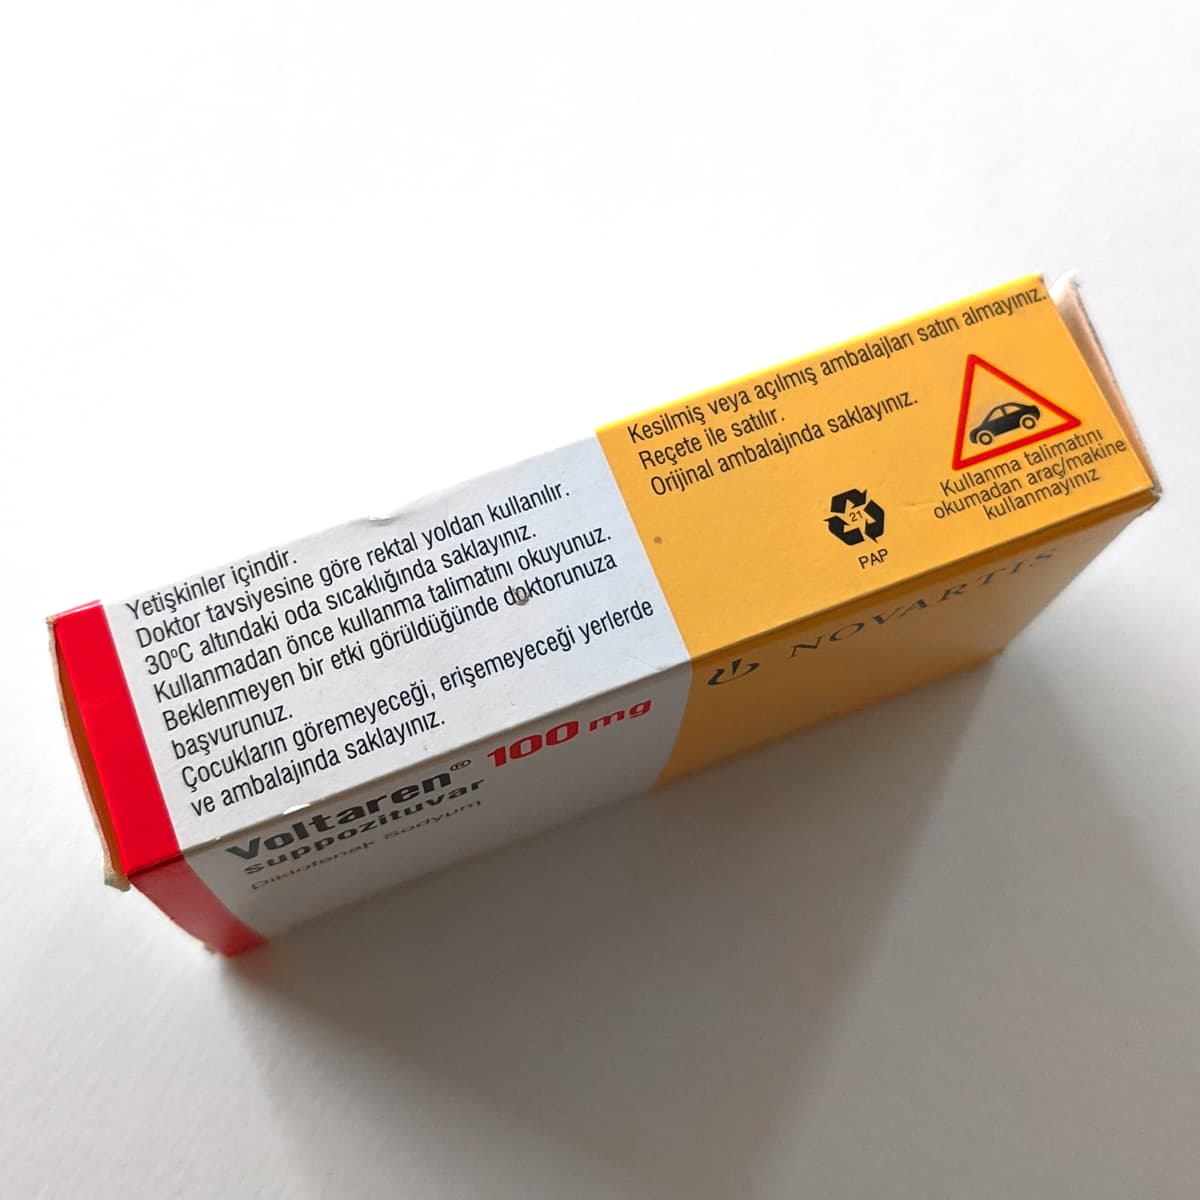 Yetişkinler içindir.
Doktor tavsiyesine göre rektal yoldan kullanılır.
30ºC altındaki oda sıcaklığında saklayınız.
Kullanmadan önce kullanma talimatını okuyunuz.
Beklenmeyen bir etki görüldüğünde doktorunuza
başvurunuz.
Çocukların göremeyeceği, erişemeyeceği yerlerde
ve ambalajında saklayınız.
Kesilmiş veya açılmış ambalajları satın almayınız.
Reçete ile satılır.
Orijinal ambalajında saklayınız.
21
PAP
Kullanma talimatını
okumadan araç/makine
kullanmayınız
Voltaren® 100 mg
suppozituvar
Diklofenak Sodyum
NOVARTIS